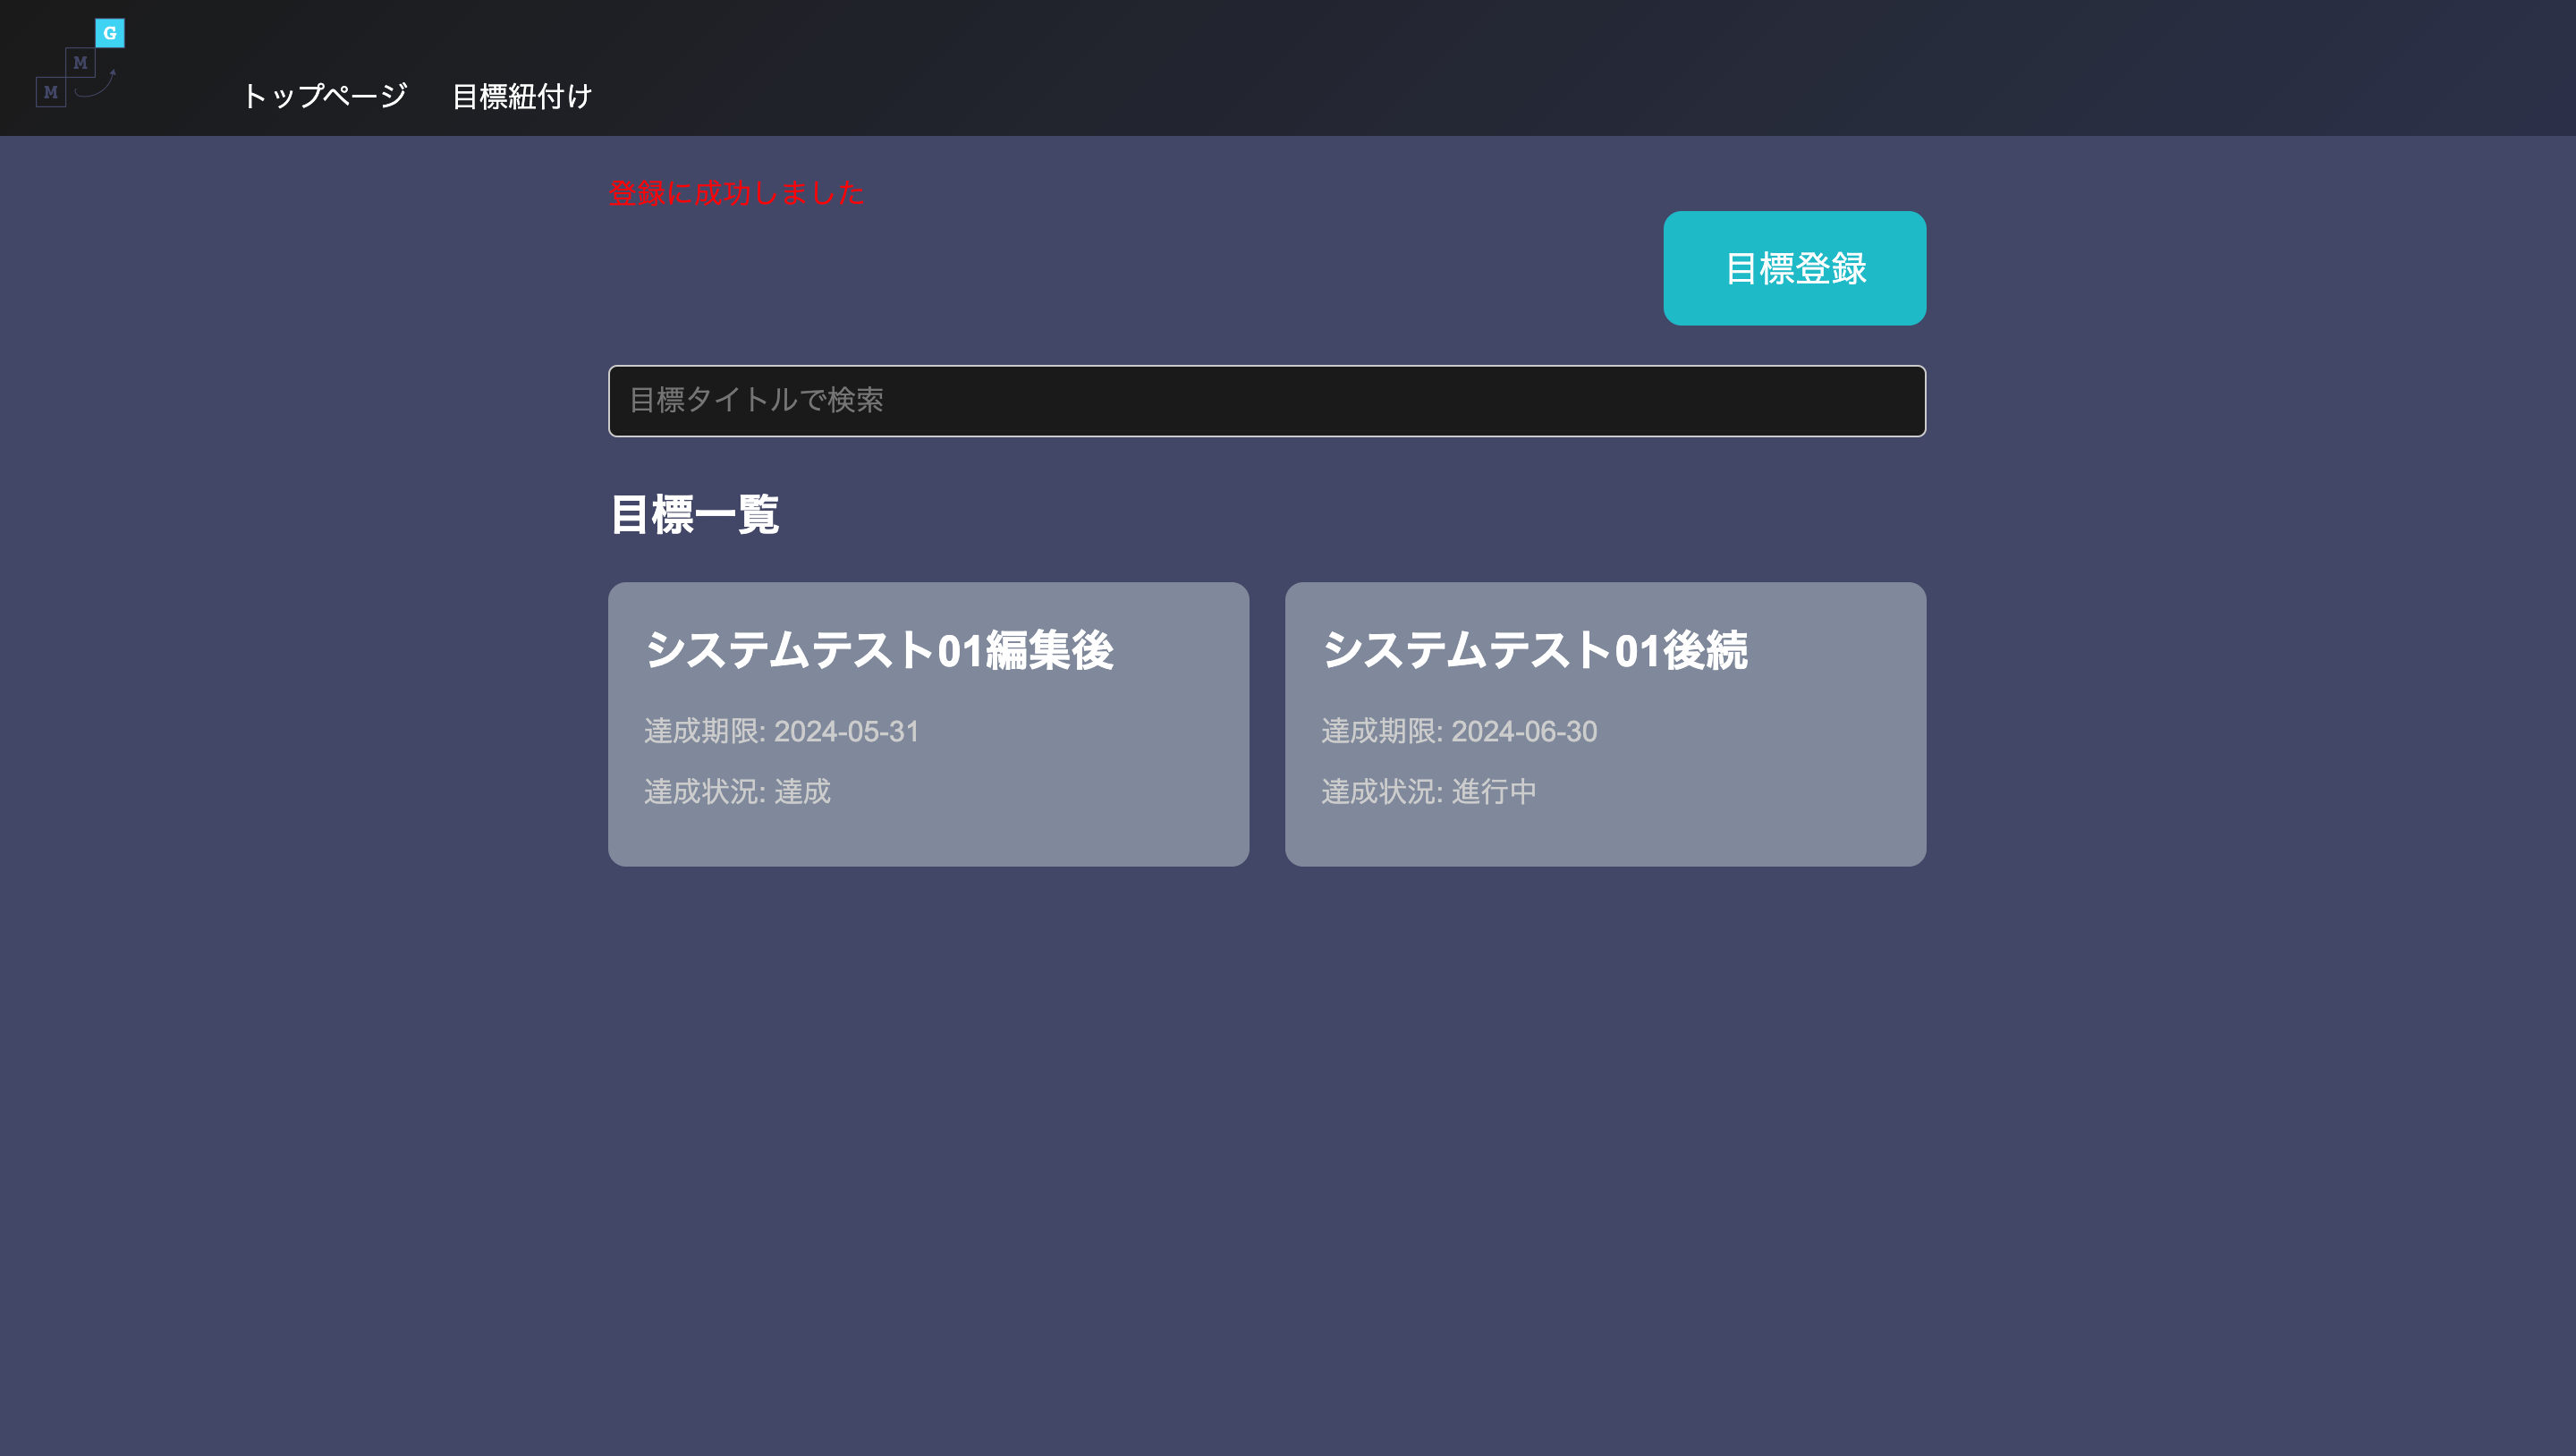 G
M
M
トップページ 目標紐付け
登録に成功しました
目標登録
目標タイトルで検索
目標一覧
システムテスト01編集後
達成期限: 2024-05-31
達成状況: 達成
システムテスト01後続
達成期限: 2024-06-30
達成状況: 進行中